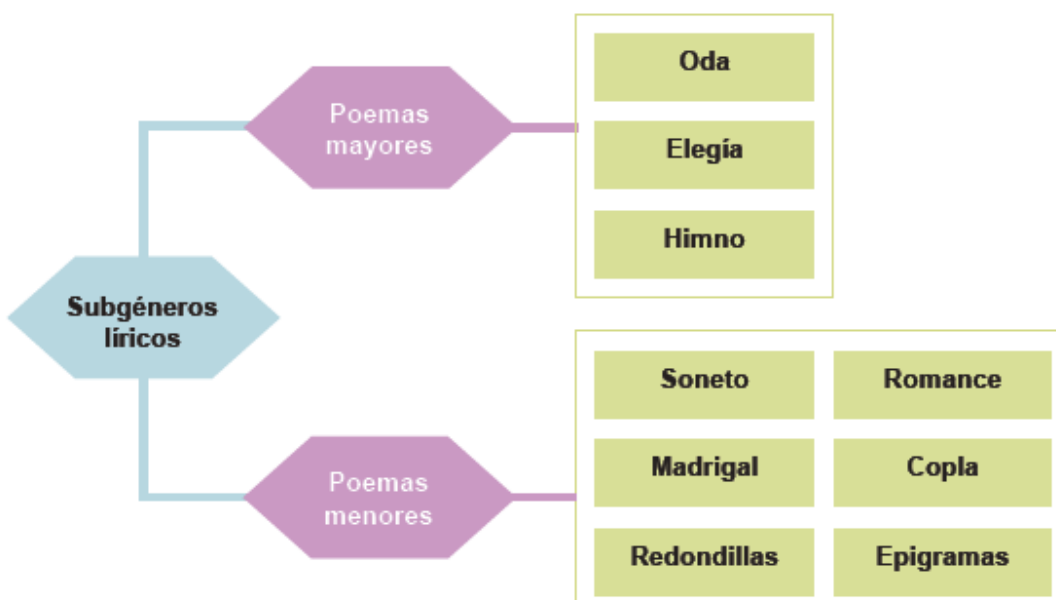 Subgéneros
líricos
Poemas
mayores
Oda
Elegía
Himno
Poemas
menores
Soneto
Romance
Madrigal
Copla
Redondillas
Epigramas